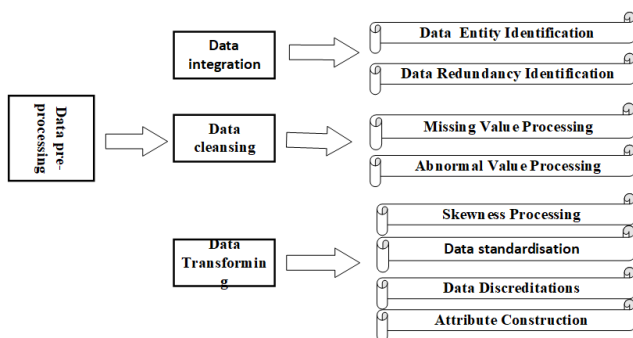 Data pre-
processing
Data
integration
Data Entity Identification
Data Redundancy Identification
Data
cleansing
Missing Value Processing
Abnormal Value Processing
Data
Transformin
g
Skewness Processing
Data standardisation
Data Discreditations
Attribute Construction